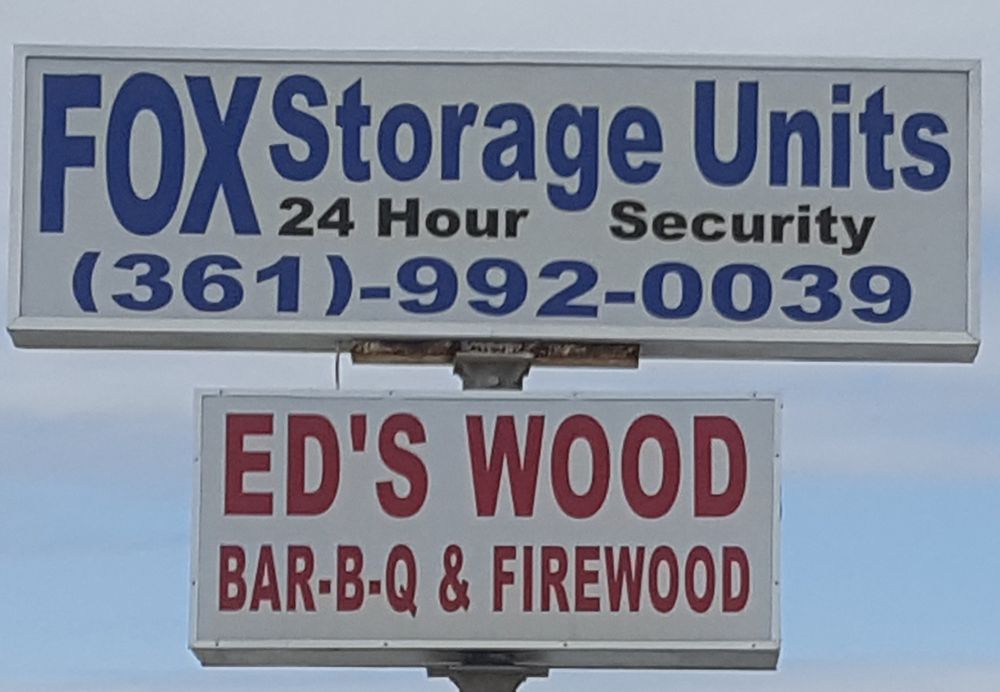 FOX Storage Units
24 Hour Security
(361)-992-0039
ED'S WOOD
BAR-B-Q & FIREWOOD